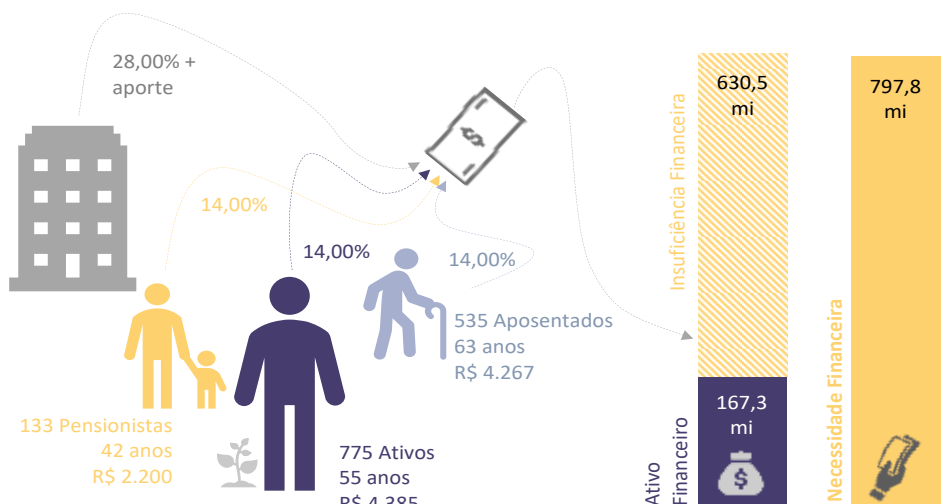 28,00% +
aporte
14,00%
14,00%
14,00%
535 Aposentados
63 anos
R$ 4.267
133 Pensionistas
42 anos
R$ 2.200
775 Ativos
55 anos
R$ 4.385
Insuficiência Financeira
630,5
mi
Ativo
Financeiro
167,3
mi
Necessidade Financeira
797,8
mi